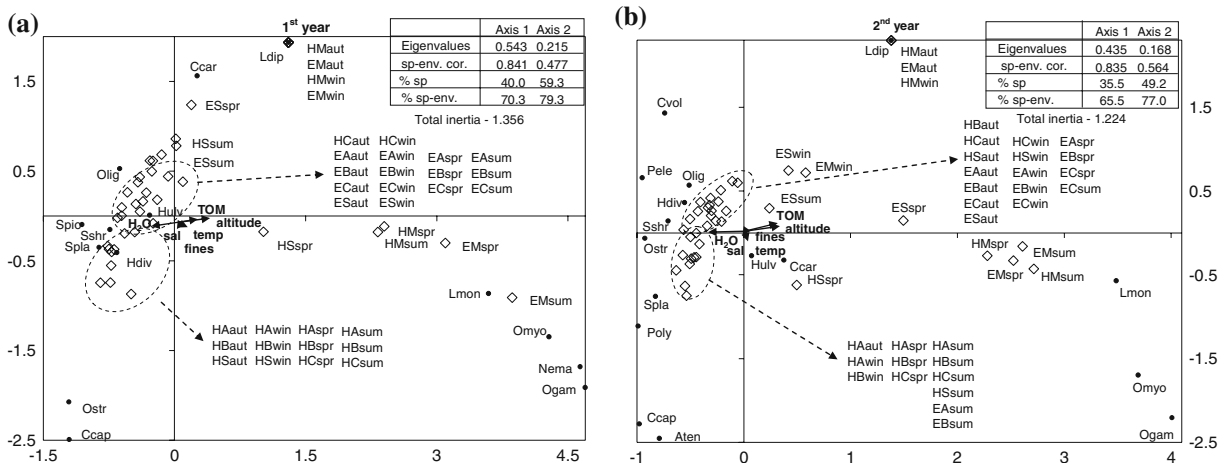 (a)
1st year
Axis 1 Axis 2
Eigenvalues 0.543 0.215
sp-env. cor. 0.841 0.477
% sp 40.0 59.3
% sp-env. 70.3 79.3
Total inertia - 1.356
Ldip
HMaut
EMaut
HMwin
EMwin
Ccar
ESspr
HSsum
ESsum
HCaut HCwin
EAaut EAwin EAspr EAsum
EBaut EBwin EBspr EBsum
ECaut ECwin ECspr ECsum
ESaut ESwin
Olig
Hulv
TOM
altitude
H2O
sal
temp
fines
Spio
Sshr
Spla
Hdiv
HSspr
HMspr
HMsum
EMspr
Lmon
EMsum
Omyo
Nema
Ogam
HAaut HAwin HAspr HAsum
HBaut HBwin HBspr HBsum
HSaut HSwin HCspr HCsum
Ostr
Ccap
1.5
0.5
-0.5
-1.5
-2.5
-1.5 0 1.5 3 4.5
(b)
2nd year
Axis 1 Axis 2
Eigenvalues 0.435 0.168
sp-env. cor. 0.835 0.564
% sp 35.5 49.2
% sp-env. 65.5 77.0
Total inertia - 1.224
Ldip
HMaut
EMaut
HMwin
Cvol
Pele
Olig
Hdiv
ESwin
EMwin
ESsum
ESspr
HBaut
HCaut HCwin EAspr
HSaut HSwin EBspr
EAaut EAwin ECspr
EBaut EBwin ECsum
ECaut ECwin
ESaut
Sshr
Ostr
TOM
altitude
H2O
sal
fines
temp
Hulv
Ccar
HSspr
HMspr
EMsum
EMspr
HMsum
Lmon
Spla
Poly
HAaut HAspr HAsum
HAwin HBspr HBsum
HBwin HCspr HCsum
HSsum
EAsum
EBsum
Omyo
Ogam
Ccap
Aten
1.5
0.5
-0.5
-1.5
-2.5
-1 0 1 2 3 4